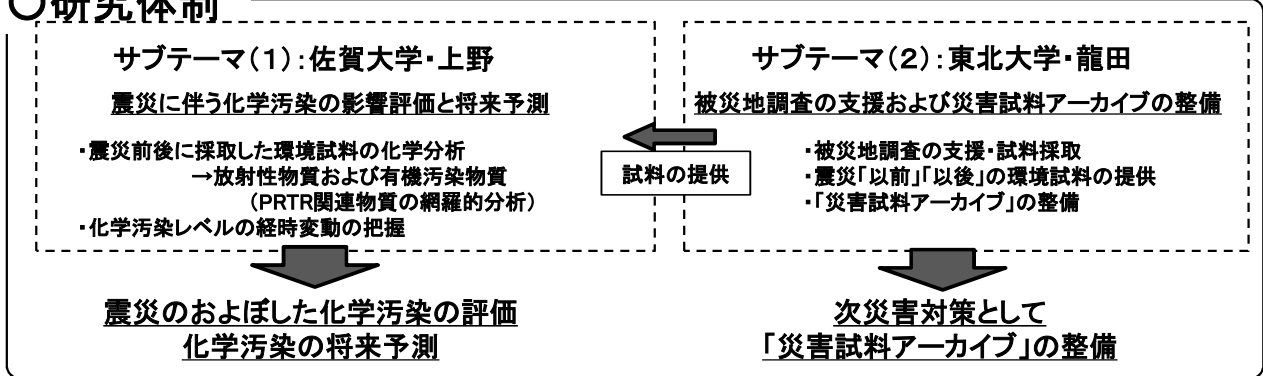 〇研究体制
サブテーマ(1):佐賀大学・上野
震災に伴う化学汚染の影響評価と将来予測
・震災前後に採取した環境試料の化学分析
→放射性物質および有機汚染物質
(PRTR関連物質の網羅的分析)
・化学汚染レベルの経時変動の把握
試料の提供
サブテーマ(2):東北大学・龍田
被災地調査の支援および災害試料アーカイブの整備
・被災地調査の支援・試料採取
・震災「以前」「以後」の環境試料の提供
・「災害試料アーカイブ」の整備
震災のおよぼした化学汚染の評価
化学汚染の将来予測
次災害対策として
「災害試料アーカイブ」の整備